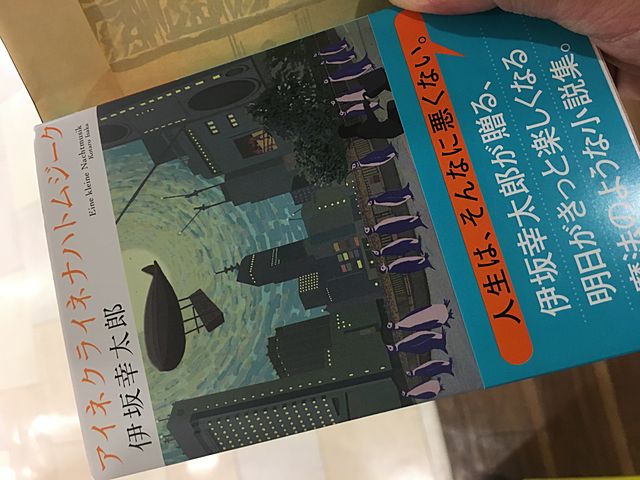 アイネクライネナハトムジーク
Eine kleine Nachtmusik
Kotaro Isaka
伊坂幸太郎
人生は、そんなに悪くない。
伊坂幸太郎が贈る、
明日がきっと楽しくなる
魔法のような小説集。